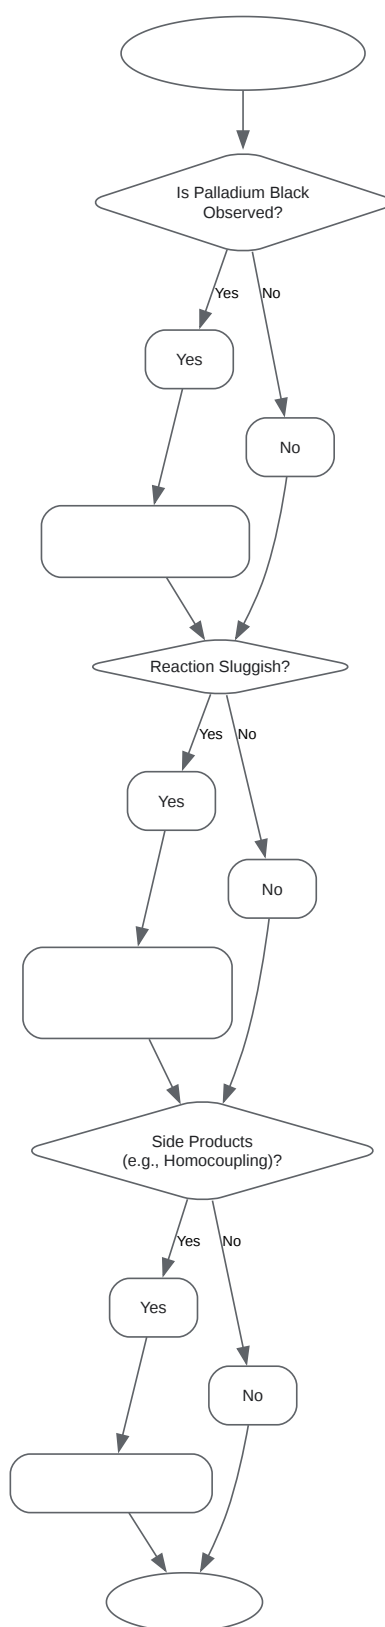 Is Palladium Black
Observed?
Yes
No
Yes
No
Reaction Sluggish?
Yes
No
Yes
No
Side Products
(e.g., Homocoupling)?
Yes
No
Yes
No